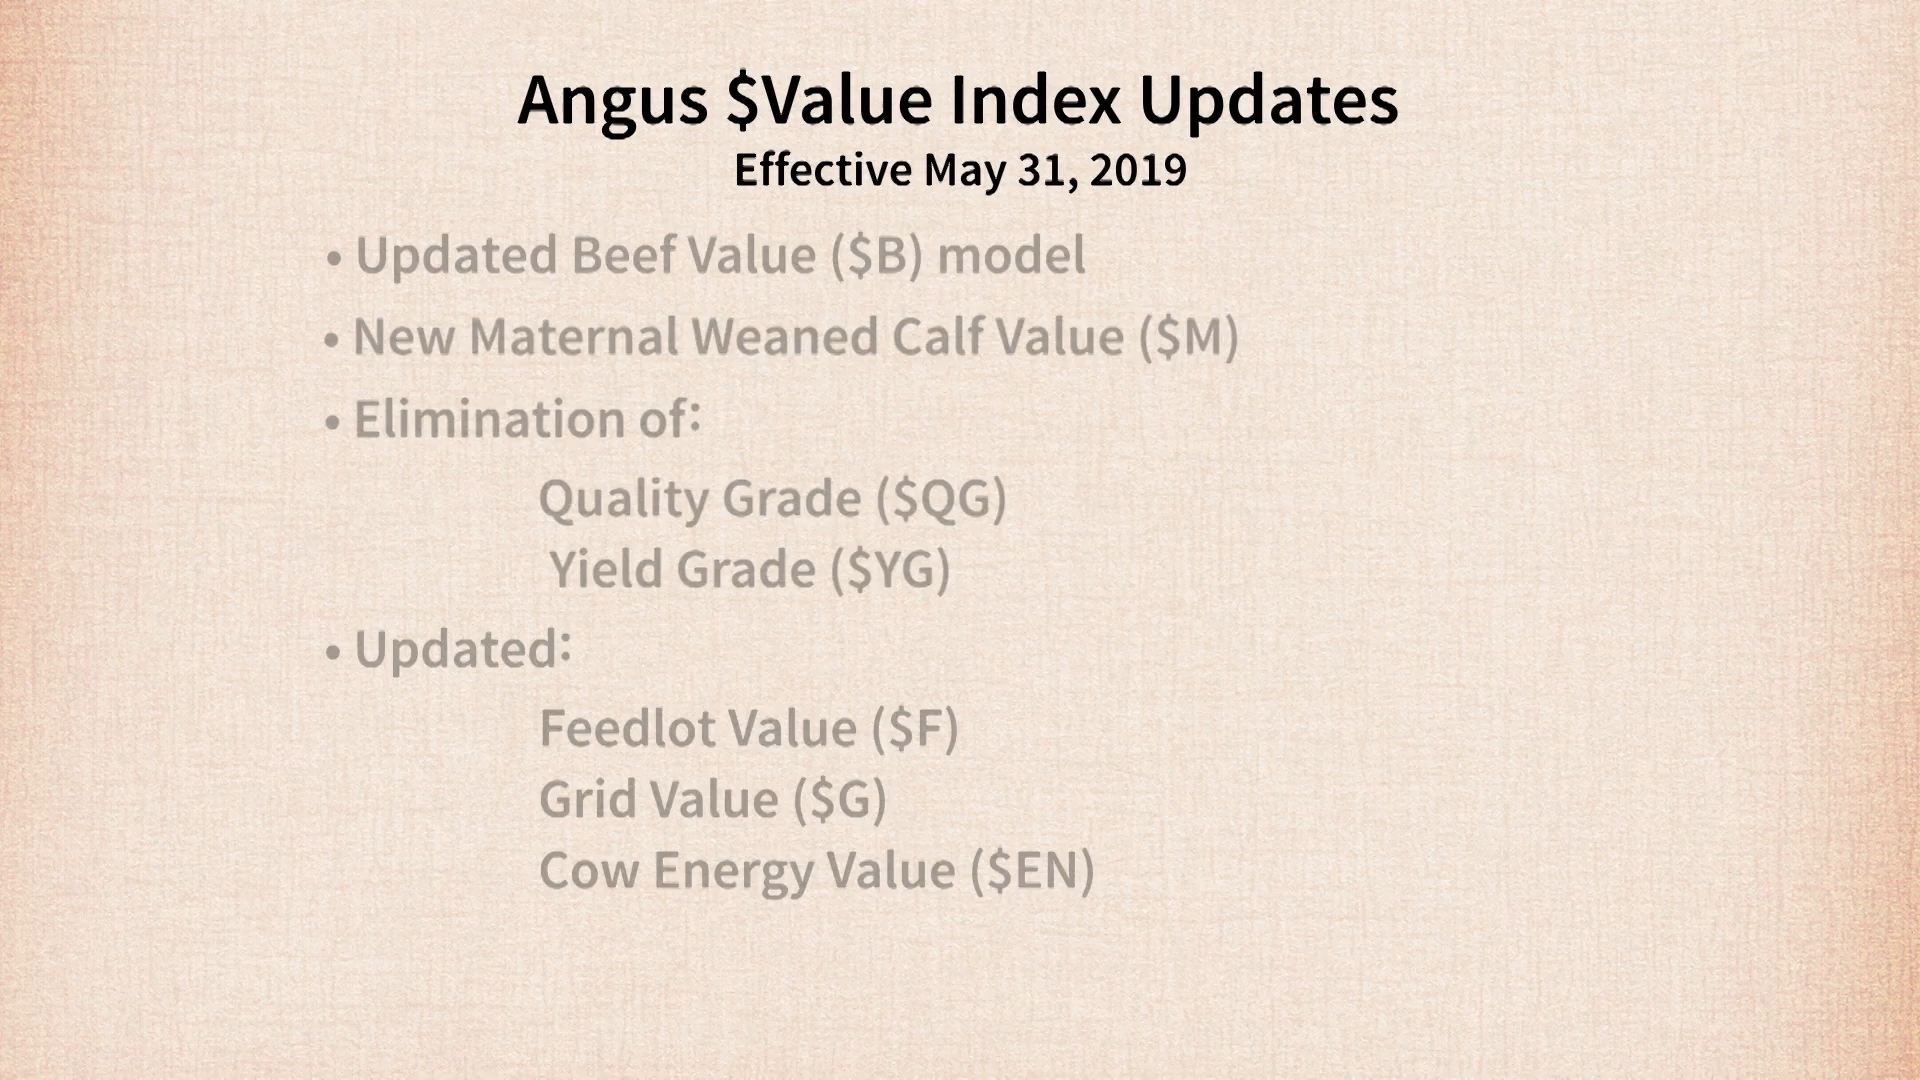 Angus $Value Index Updates
Effective May 31, 2019
• Updated Beef Value ($B) model
• New Maternal Weaned Calf Value ($M)
• Elimination of:
Quality Grade ($QG)
Yield Grade ($YG)
• Updated:
Feedlot Value ($F)
Grid Value ($G)
Cow Energy Value ($EN)